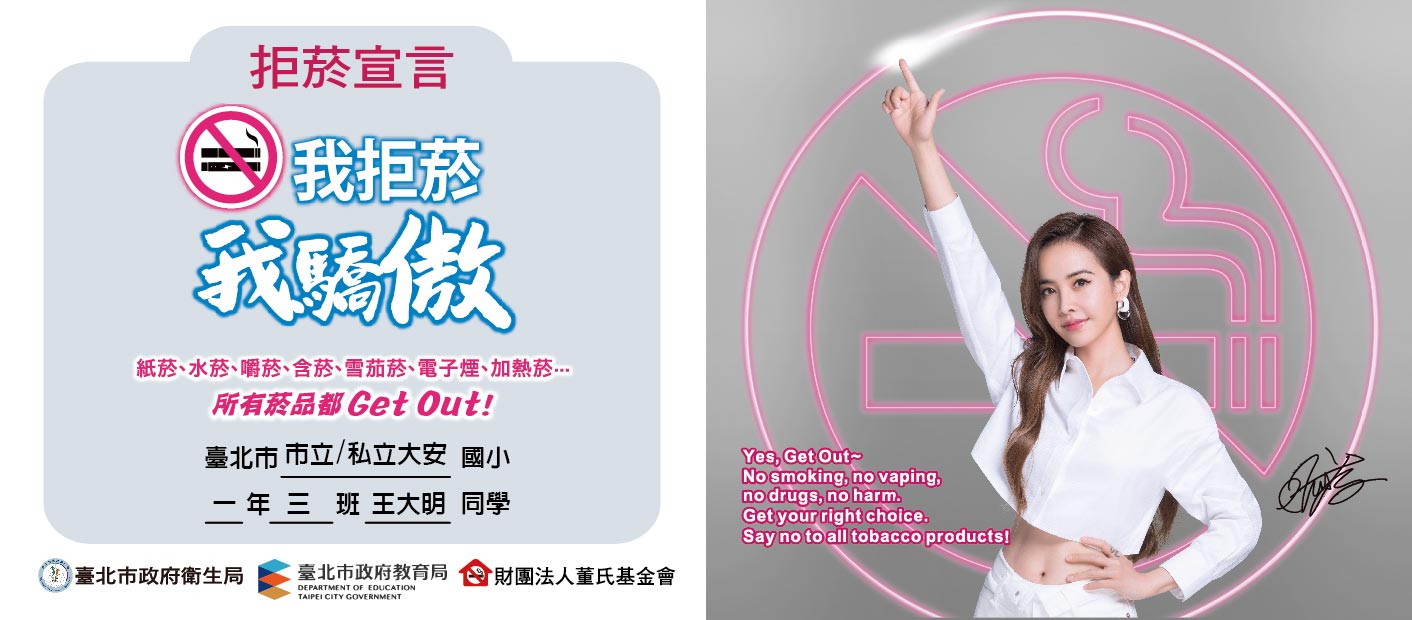 拒菸宣言
我拒菸
我驕傲
紙菸、水菸、嚼菸、含菸、雪茄菸、電子煙、加熱菸…
所有菸品都 Get Out!
臺北市 市立/私立大安 國小
一 年 三 班 王大明 同學
臺北市政府衛生局
臺北市政府教育局
DEPARTMENT OF EDUCATION
TAIPEI CITY GOVERNMENT
財團法人董氏基金會
Yes, Get Out~
No smoking, no vaping,
no drugs, no harm.
Get your right choice.
Say no to all tobacco products!